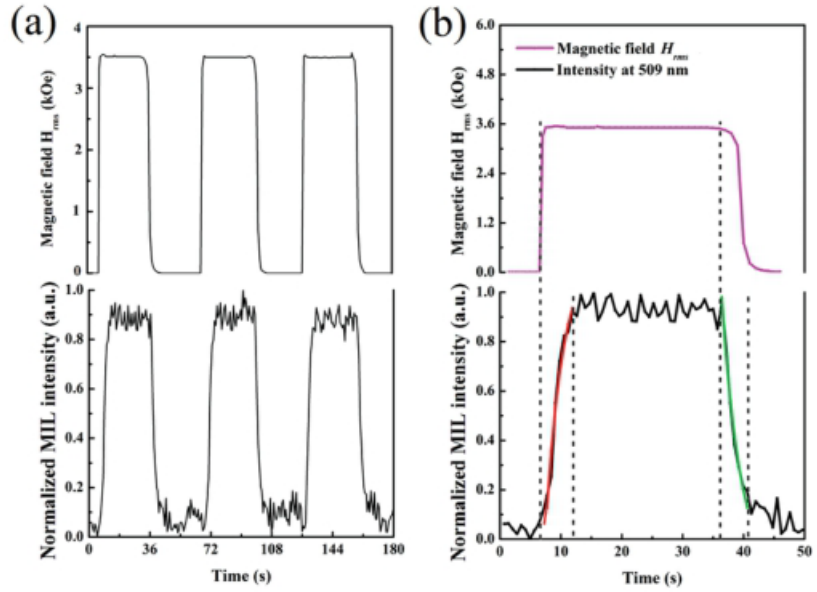 (a)
4
3
2
1
0
Magnetic field H_rms (kOe)
1.0
0.8
0.6
0.4
0.2
0.0
Normalized MIL intensity (a.u.)
0 36 72 108 144 180
Time (s)
(b)
6.0
4.8
3.6
2.4
1.2
0.0
Magnetic field H_rms (kOe)
Magnetic field H_rms
Intensity at 509 nm
1.0
0.8
0.6
0.4
0.2
0.0
Normalized MIL intensity (a.u.)
0 10 20 30 40 50
Time (s)